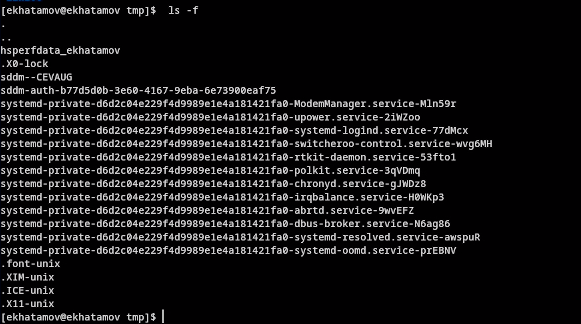 [ekhatamov@ekhatamov tmp]$  ls -f
.
..
hsperfdata_ekhatamov
.X0-lock
sddm--CEVAUG
sddm-auth-b77d5d0b-3e60-4167-9eba-6e73900eaf75
systemd-private-d6d2c04e229f4d9989e1e4a181421fa0-ModemManager.service-Mln59r
systemd-private-d6d2c04e229f4d9989e1e4a181421fa0-upower.service-2iWZoo
systemd-private-d6d2c04e229f4d9989e1e4a181421fa0-systemd-logind.service-77dMcx
systemd-private-d6d2c04e229f4d9989e1e4a181421fa0-switcheroo-control.service-wvg6MH
systemd-private-d6d2c04e229f4d9989e1e4a181421fa0-rtkit-daemon.service-53fto1
systemd-private-d6d2c04e229f4d9989e1e4a181421fa0-polkit.service-3qVDmq
systemd-private-d6d2c04e229f4d9989e1e4a181421fa0-chronyd.service-gJWDz8
systemd-private-d6d2c04e229f4d9989e1e4a181421fa0-irqbalance.service-H0WKp3
systemd-private-d6d2c04e229f4d9989e1e4a181421fa0-abrtd.service-9wvEFZ
systemd-private-d6d2c04e229f4d9989e1e4a181421fa0-dbus-broker.service-N6ag86
systemd-private-d6d2c04e229f4d9989e1e4a181421fa0-systemd-resolved.service-awspuR
systemd-private-d6d2c04e229f4d9989e1e4a181421fa0-systemd-oomd.service-prEBNV
.font-unix
.XIM-unix
.ICE-unix
.X11-unix
[ekhatamov@ekhatamov tmp]$